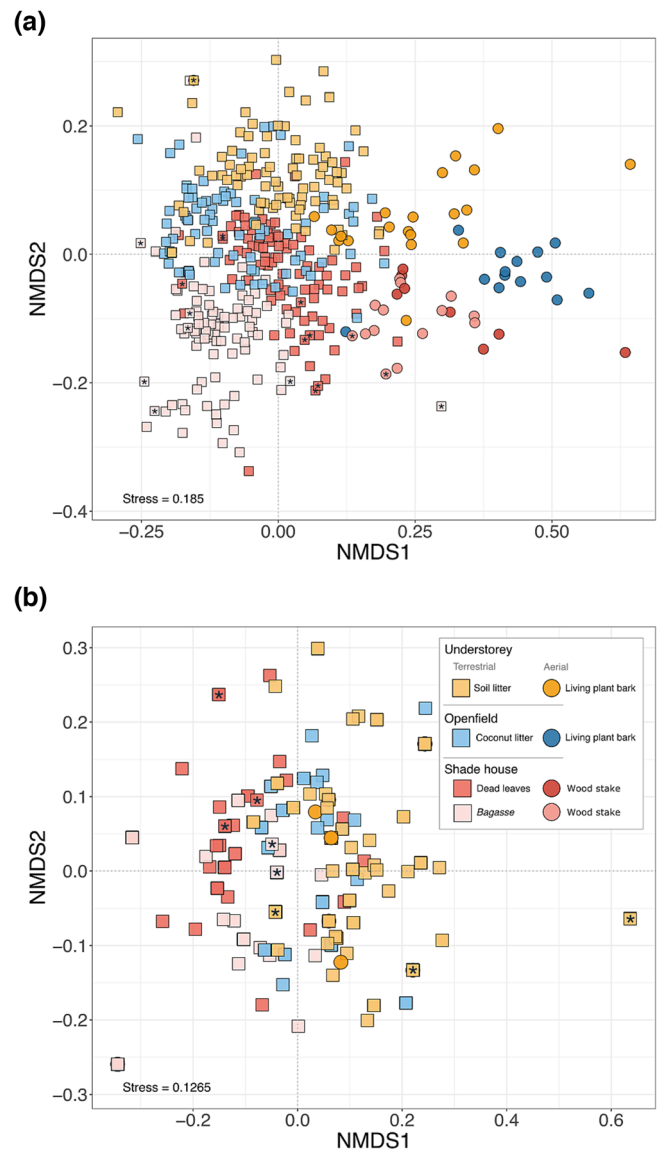 (a)
0.2
0.0
−0.2
−0.4
NMDS2
Stress = 0.185
−0.25
0.00
0.25
0.50
NMDS1
(b)
0.3
0.2
0.1
0.0
−0.1
−0.2
−0.3
NMDS2
Understorey
Terrestrial Aerial
Soil litter Living plant bark
Openfield
Coconut litter Living plant bark
Shade house
Dead leaves Wood stake
Bagasse Wood stake
Stress = 0.1265
−0.2
0.0
0.2
0.4
0.6
NMDS1